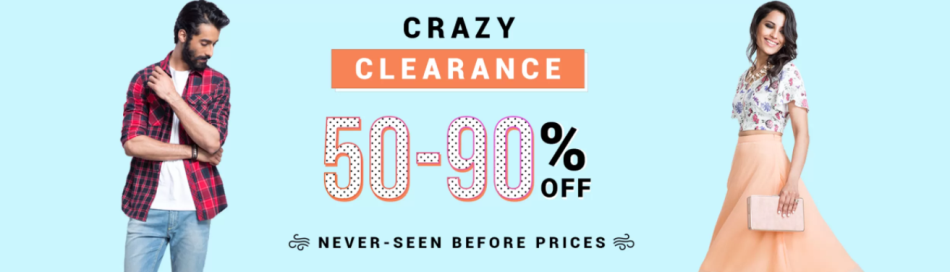 CRAZY
CLEARANCE
50-90%
OFF
NEVER-SEEN BEFORE PRICES